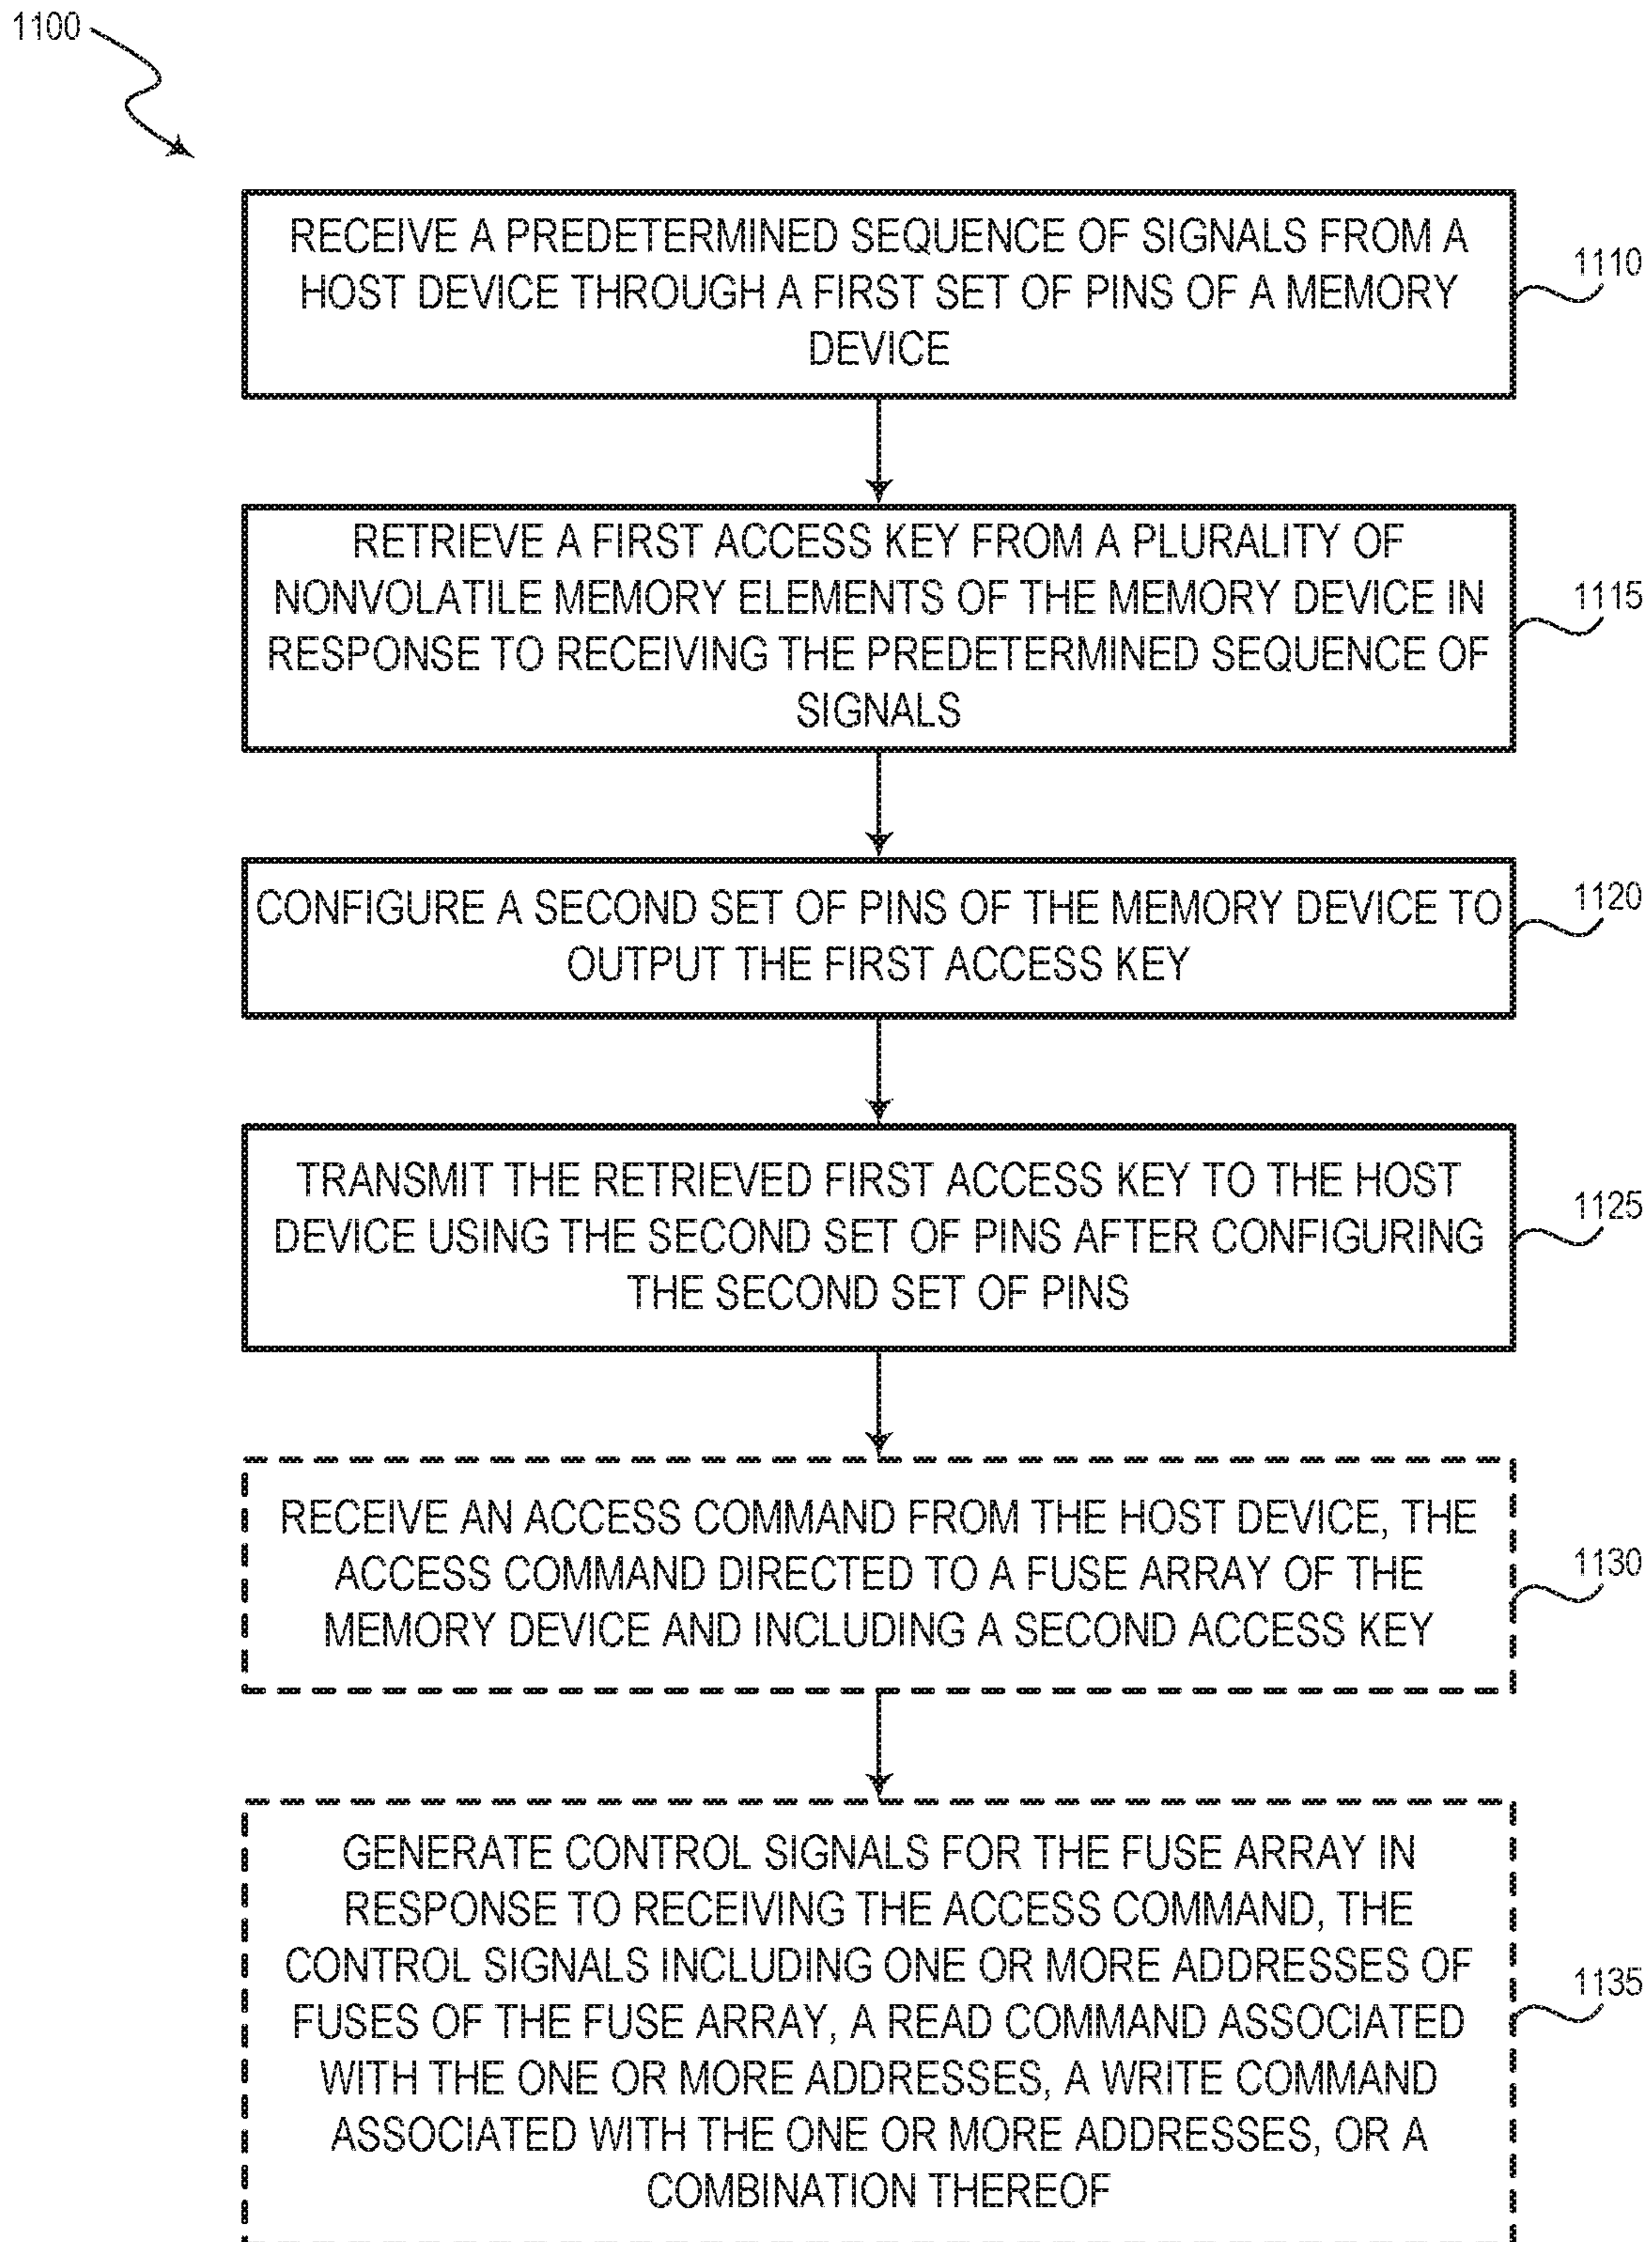 1100
RECEIVE A PREDETERMINED SEQUENCE OF SIGNALS FROM A
HOST DEVICE THROUGH A FIRST SET OF PINS OF A MEMORY
DEVICE
1110
RETRIEVE A FIRST ACCESS KEY FROM A PLURALITY OF
NONVOLATILE MEMORY ELEMENTS OF THE MEMORY DEVICE IN
RESPONSE TO RECEIVING THE PREDETERMINED SEQUENCE OF
SIGNALS
1115
CONFIGURE A SECOND SET OF PINS OF THE MEMORY DEVICE TO
OUTPUT THE FIRST ACCESS KEY
1120
TRANSMIT THE RETRIEVED FIRST ACCESS KEY TO THE HOST
DEVICE USING THE SECOND SET OF PINS AFTER CONFIGURING
THE SECOND SET OF PINS
1125
RECEIVE AN ACCESS COMMAND FROM THE HOST DEVICE, THE
ACCESS COMMAND DIRECTED TO A FUSE ARRAY OF THE
MEMORY DEVICE AND INCLUDING A SECOND ACCESS KEY
1130
GENERATE CONTROL SIGNALS FOR THE FUSE ARRAY IN
RESPONSE TO RECEIVING THE ACCESS COMMAND, THE
CONTROL SIGNALS INCLUDING ONE OR MORE ADDRESSES OF
FUSES OF THE FUSE ARRAY, A READ COMMAND ASSOCIATED
WITH THE ONE OR MORE ADDRESSES, A WRITE COMMAND
ASSOCIATED WITH THE ONE OR MORE ADDRESSES, OR A
COMBINATION THEREOF
1135